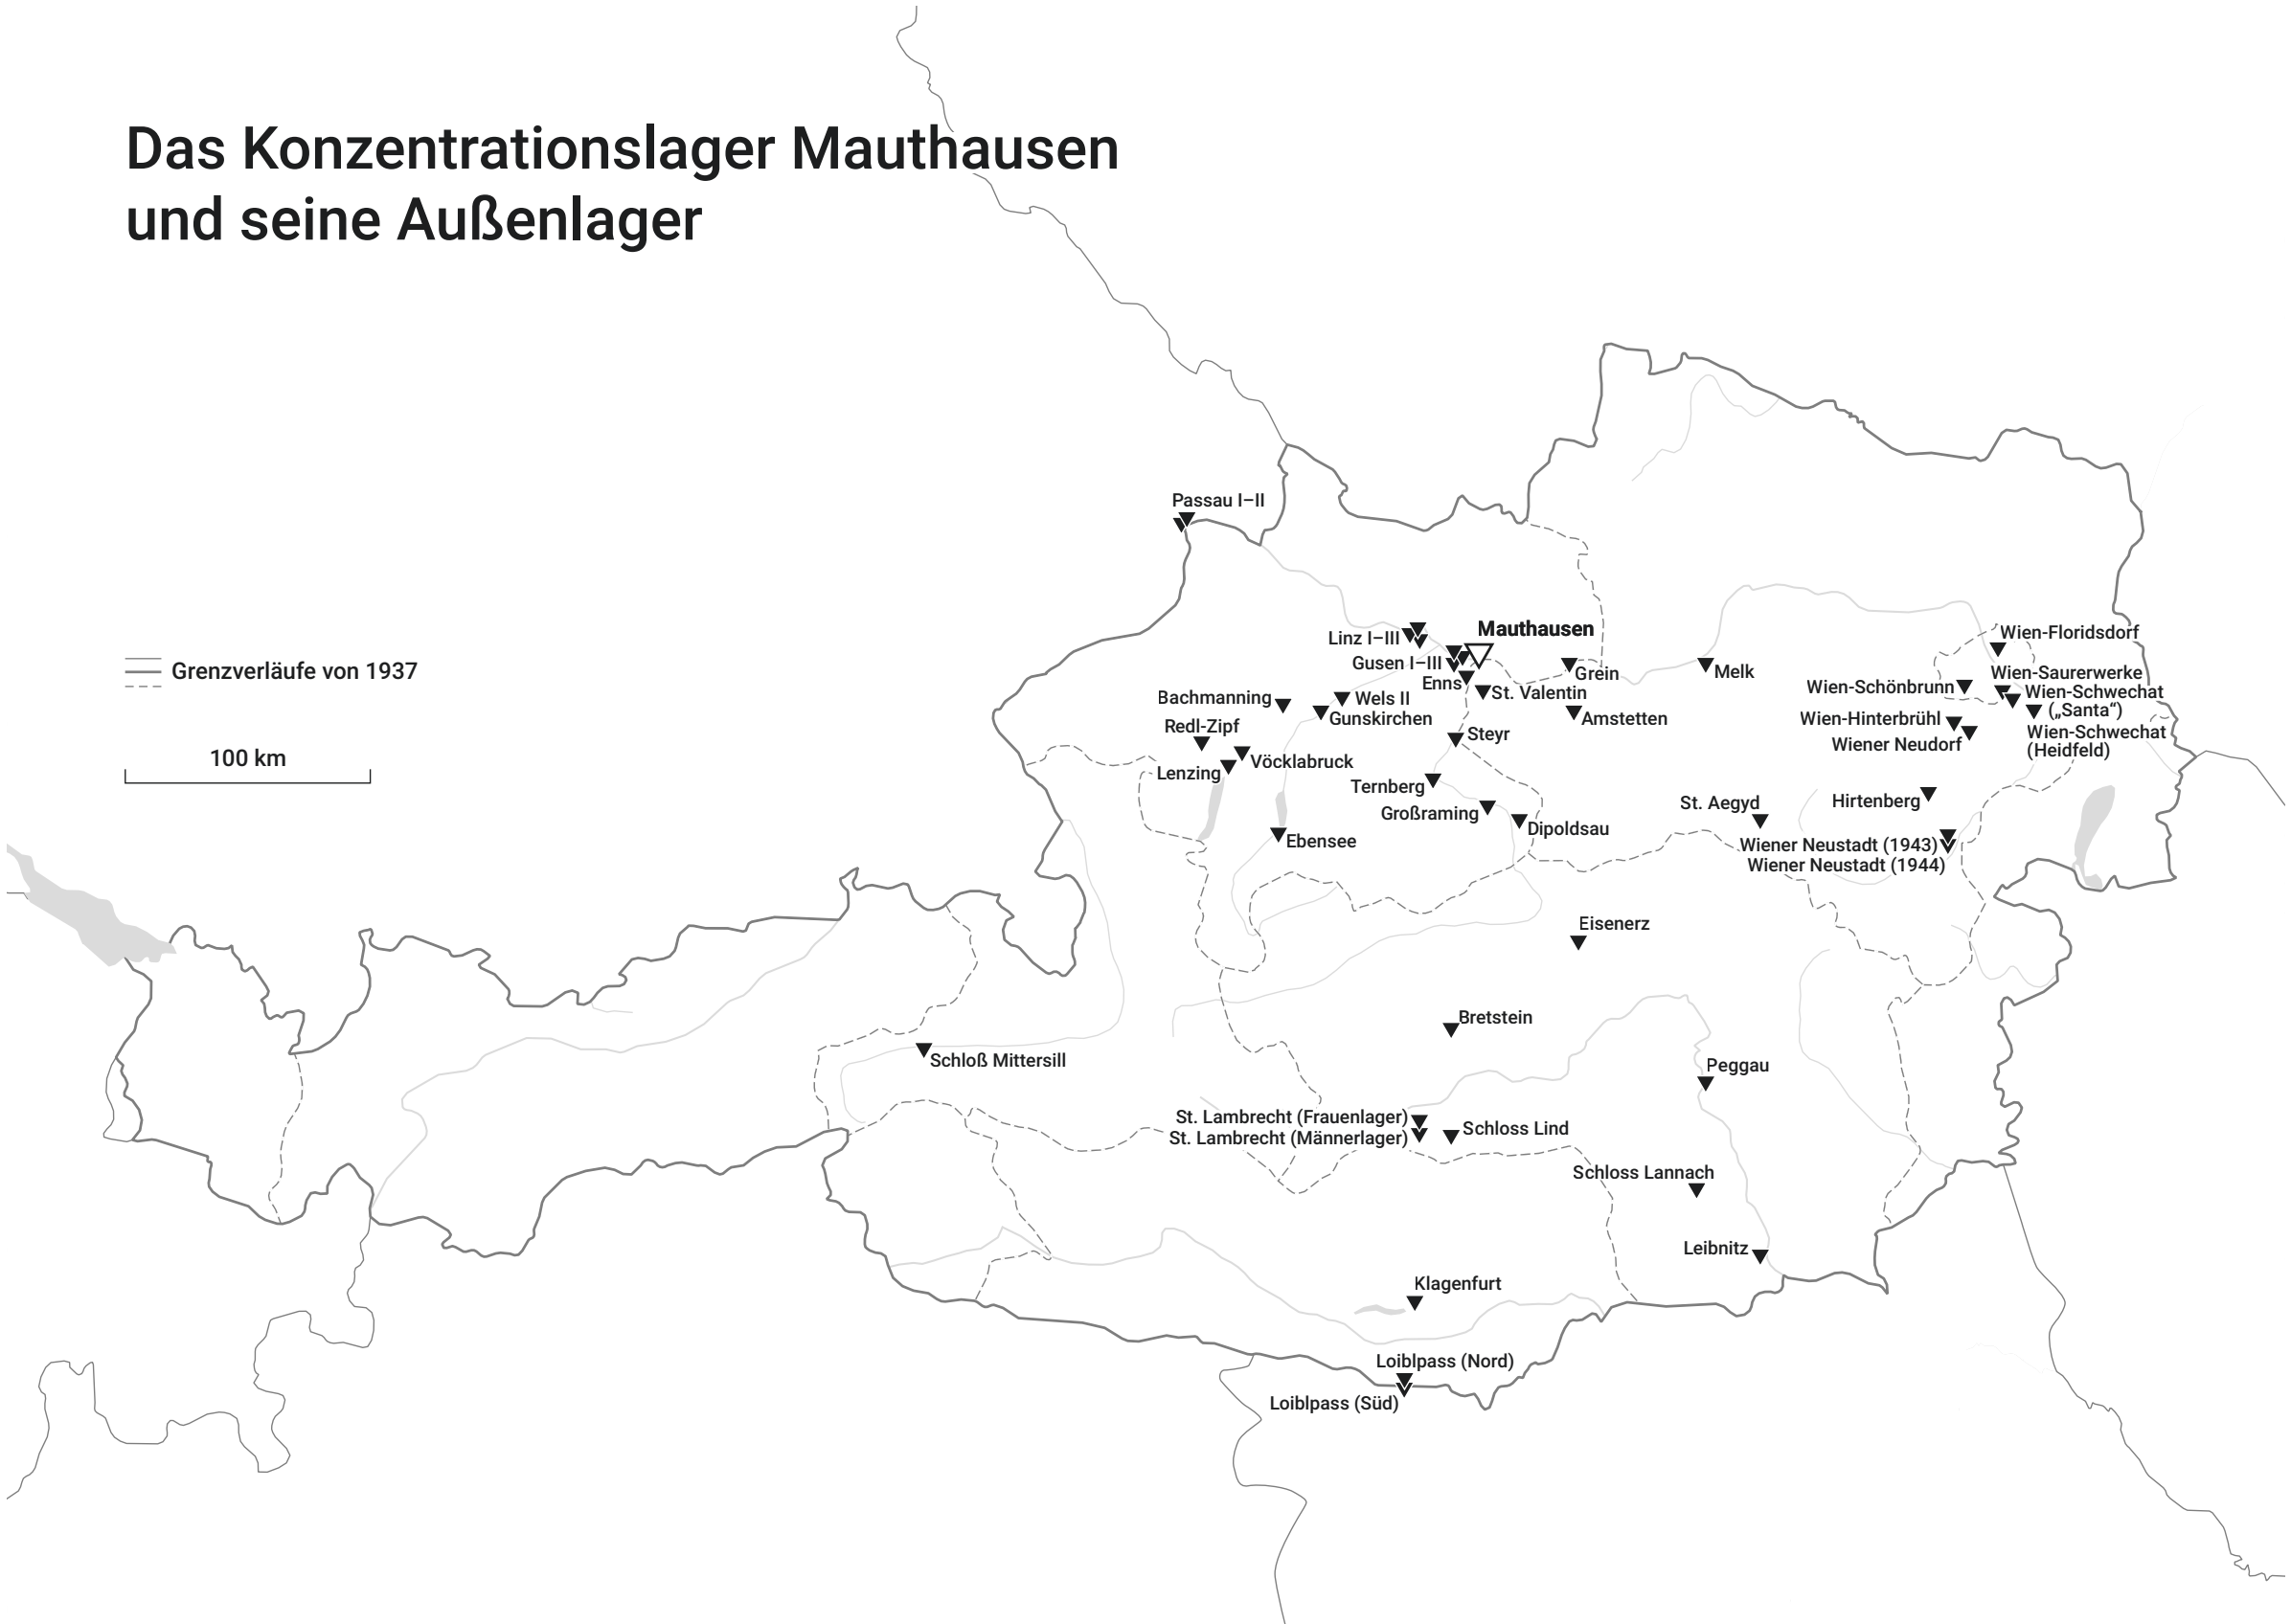 Das Konzentrationslager Mauthausen
und seine Außenlager
Grenzverläufe von 1937
100 km
Passau I–II
Linz I–III
Mauthausen
Gusen I–III
Enns
St. Valentin
Grein
Melk
Amstetten
Bachmanning
Wels II
Gunskirchen
Redl-Zipf
Vöcklabruck
Lenzing
Steyr
Ternberg
Großraming
Dipoldsau
Ebensee
Wien-Floridsdorf
Wien-Saurerwerke
Wien-Schönbrunn
Wien-Schwechat
(„Santa“)
Wien-Hinterbrühl
Wien-Schwechat
(Heidfeld)
Wiener Neudorf
St. Aegyd
Hirtenberg
Wiener Neustadt (1943)
Wiener Neustadt (1944)
Eisenerz
Bretstein
Schloß Mittersill
Peggau
St. Lambrecht (Frauenlager)
St. Lambrecht (Männerlager)
Schloss Lind
Schloss Lannach
Leibnitz
Klagenfurt
Loiblpass (Nord)
Loiblpass (Süd)